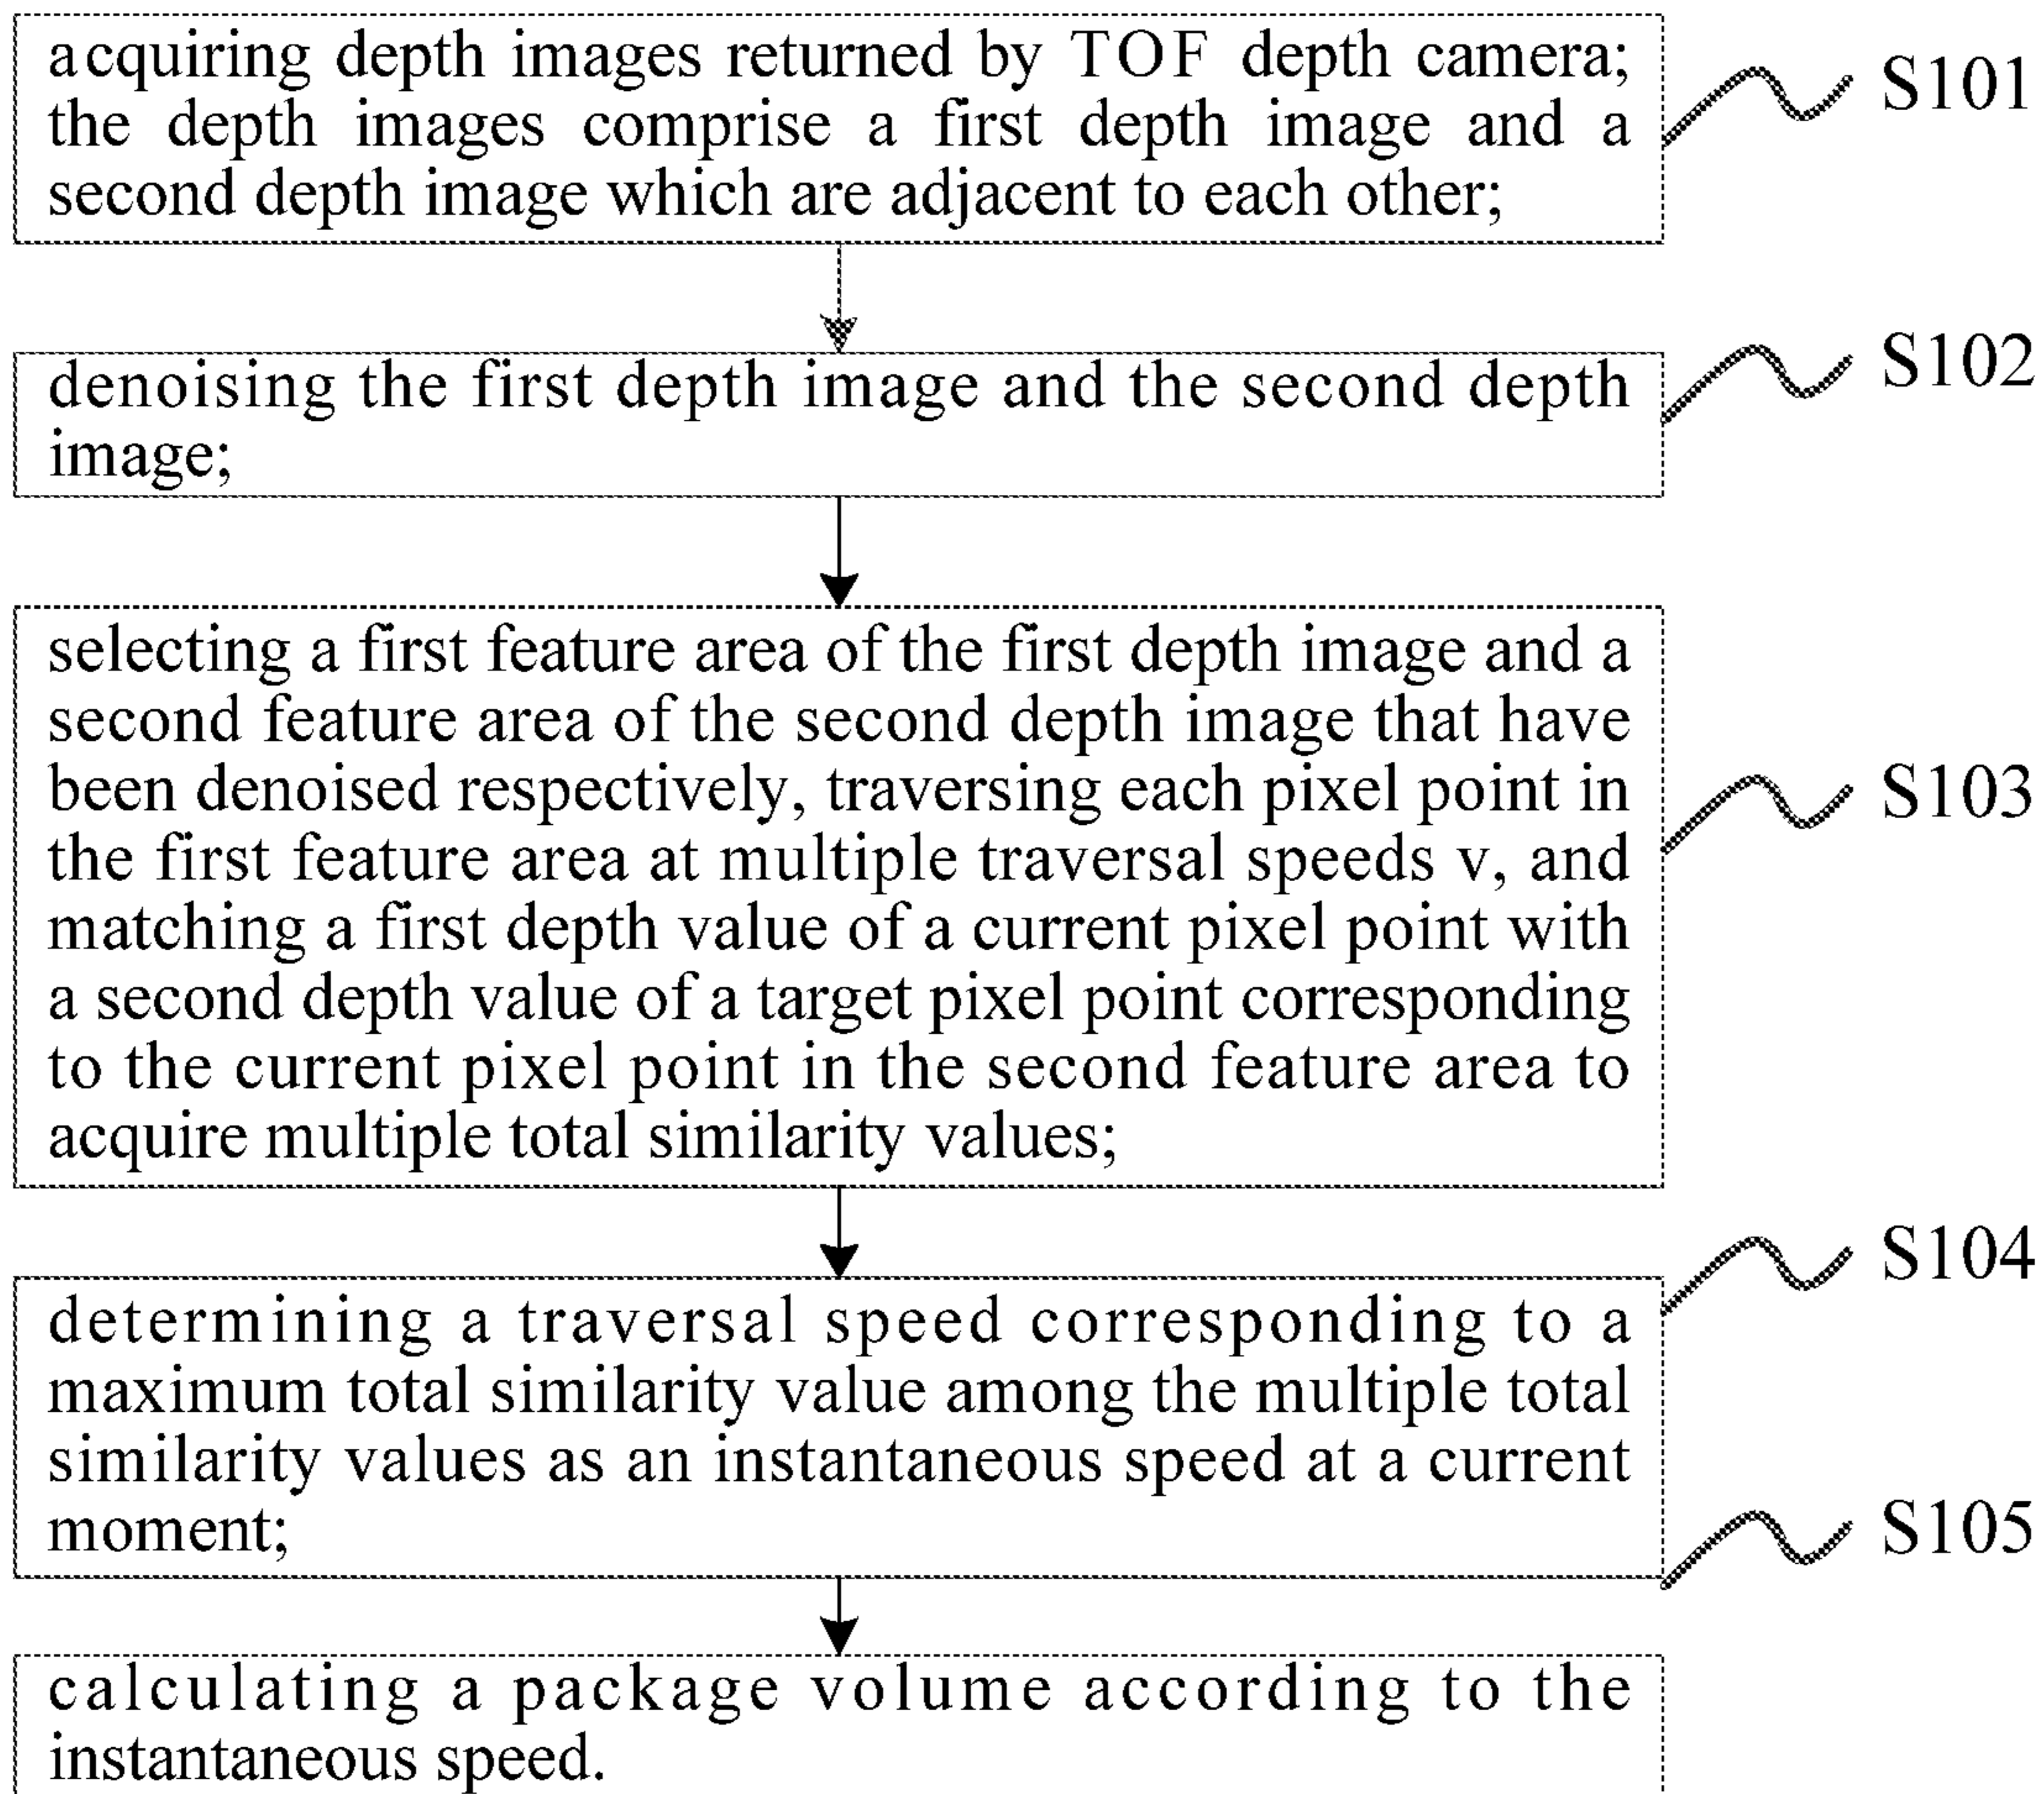 acquiring depth images returned by TOF depth camera;
the depth images comprise a first depth image and a
second depth image which are adjacent to each other;
S101
denoising the first depth image and the second depth
image;
S102
selecting a first feature area of the first depth image and a
second feature area of the second depth image that have
been denoised respectively, traversing each pixel point in
the first feature area at multiple traversal speeds v, and
matching a first depth value of a current pixel point with
a second depth value of a target pixel point corresponding
to the current pixel point in the second feature area to
acquire multiple total similarity values;
S103
determining a traversal speed corresponding to a
maximum total similarity value among the multiple total
similarity values as an instantaneous speed at a current
moment;
S104
calculating a package volume according to the
instantaneous speed.
S105